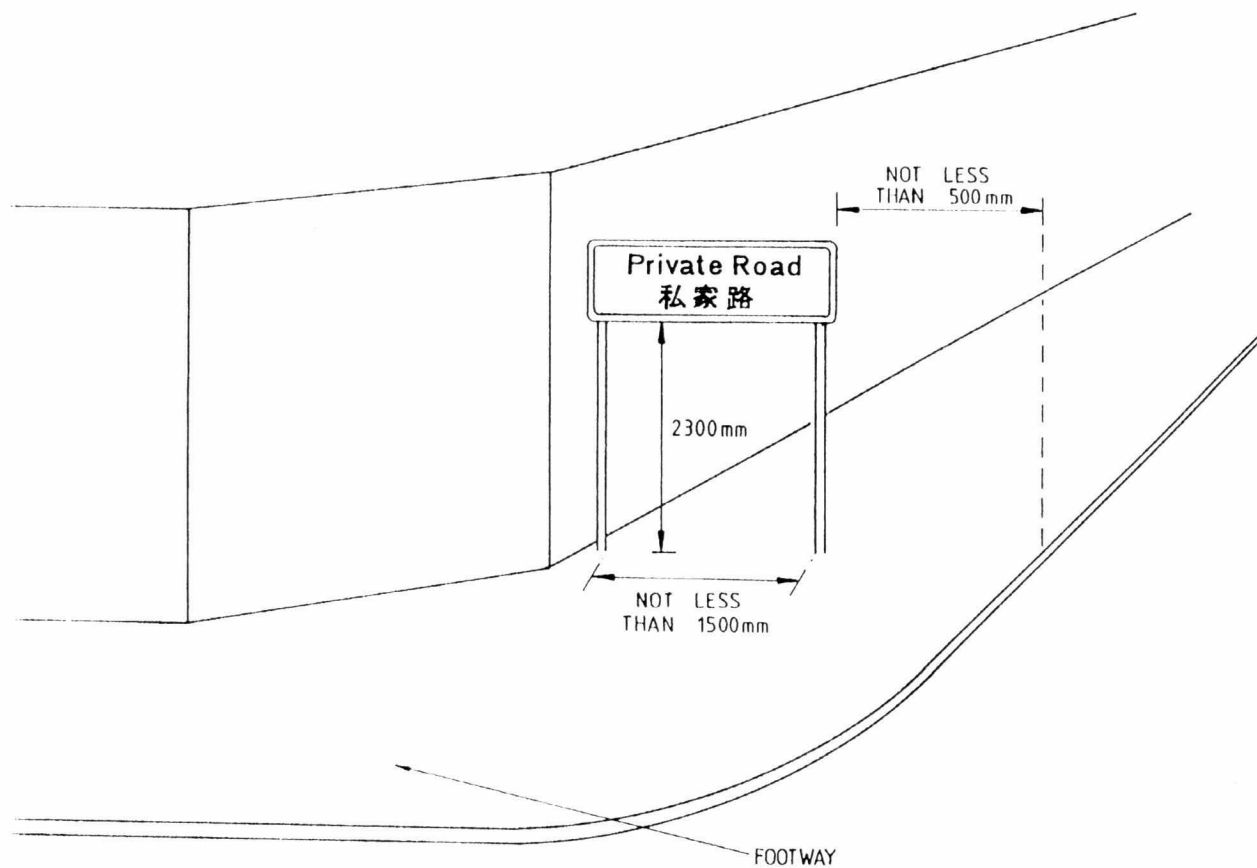 NOT LESS
THAN 500mm
Private Road
私家路
2300mm
NOT LESS
THAN 1500mm
FOOTWAY